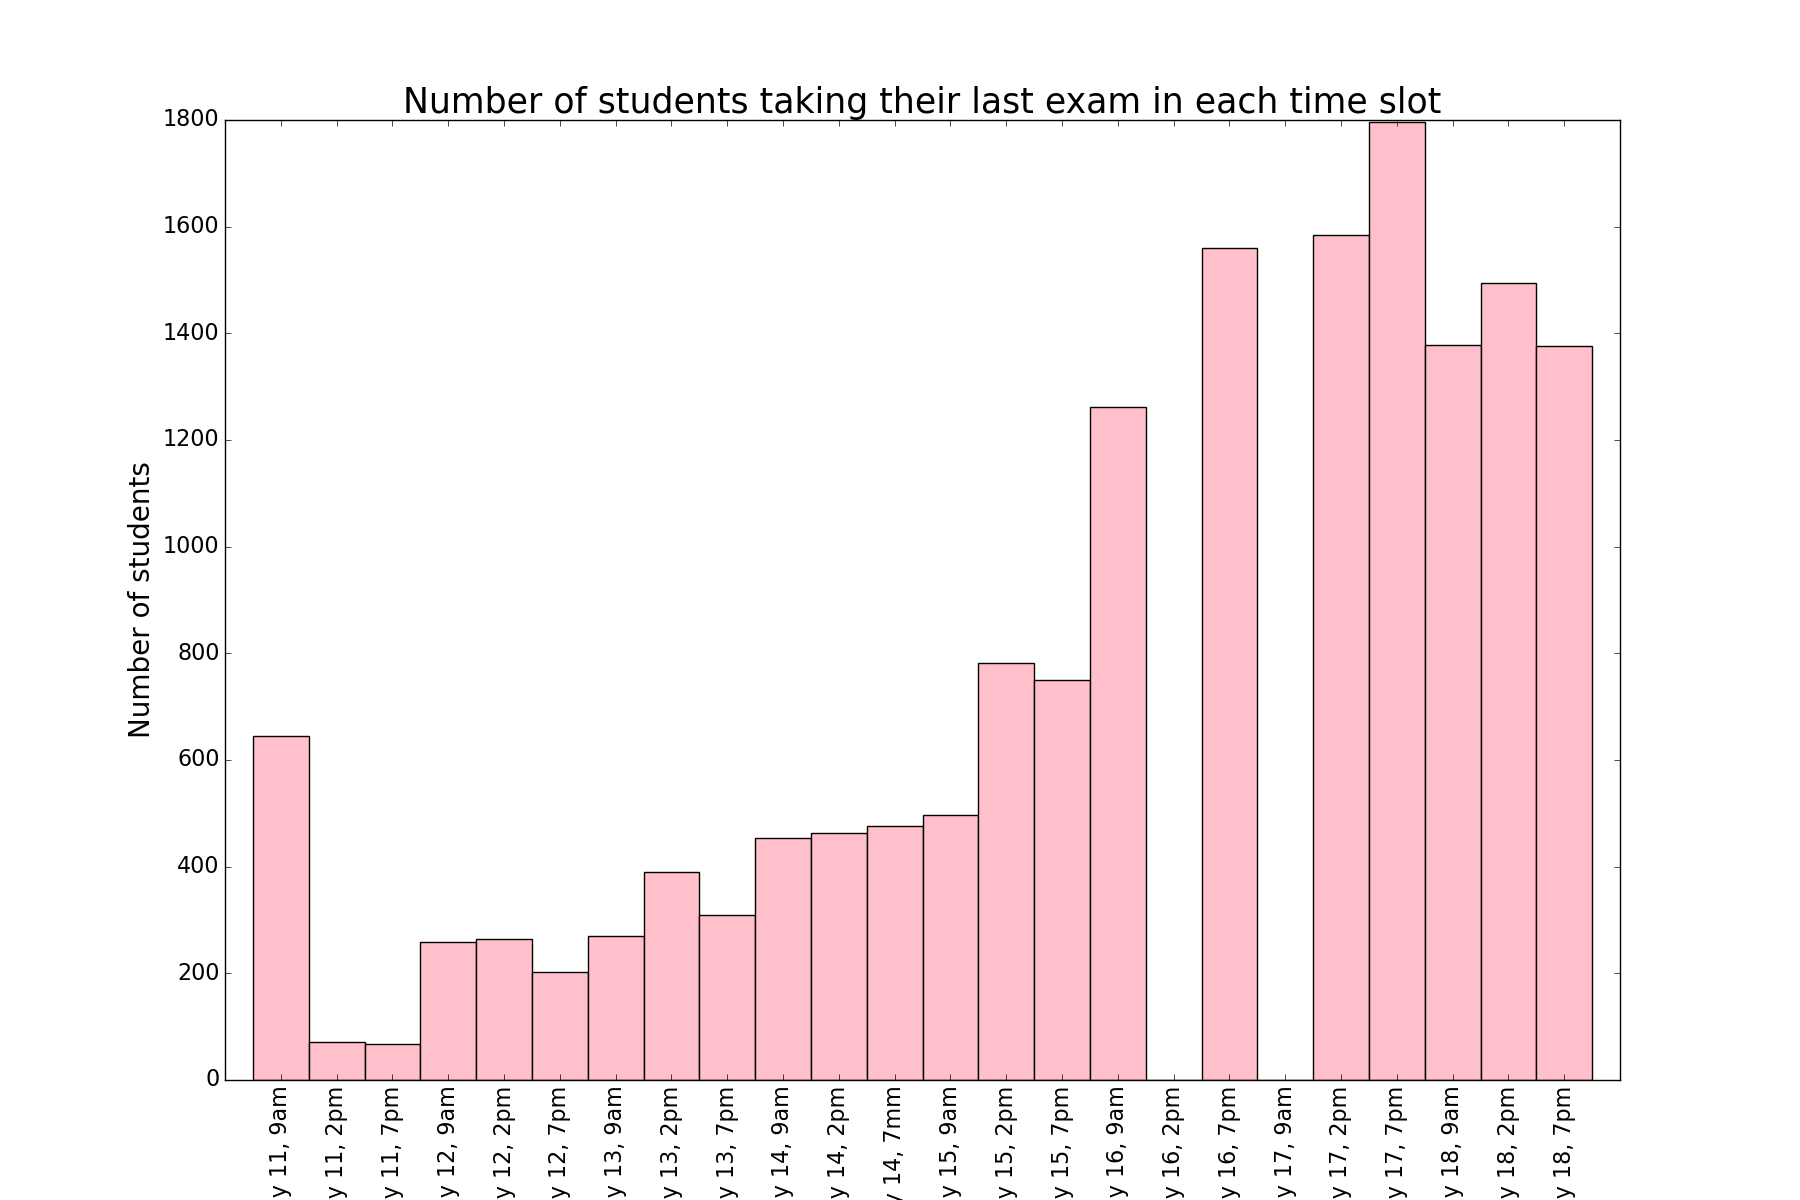 Number of students taking their last exam in each time slot
Number of students
1800
1600
1400
1200
1000
800
600
400
200
0
y 11, 9am
y 11, 2pm
y 11, 7pm
y 12, 9am
y 12, 2pm
y 12, 7pm
y 13, 9am
y 13, 2pm
y 13, 7pm
y 14, 9am
y 14, 2pm
y 14, 7mm
y 15, 9am
y 15, 2pm
y 15, 7pm
y 16, 9am
y 16, 2pm
y 16, 7pm
y 17, 9am
y 17, 2pm
y 17, 7pm
y 18, 9am
y 18, 2pm
y 18, 7pm